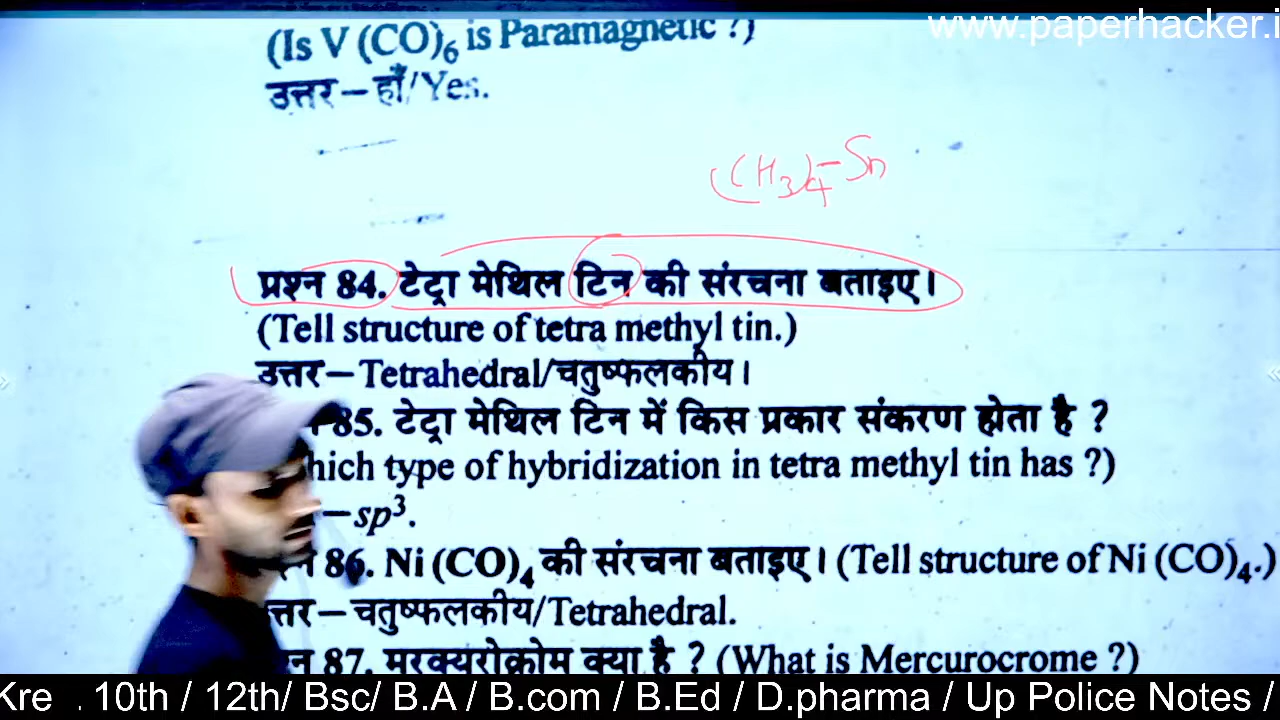 www.paperhacker.i
(Is V (CO)6 is Paramagnetic ?)
उत्तर – हाँ/Yes.
(CH3)4-Sn
प्रश्न 84. टेट्रा मेथिल टिन की संरचना बताइए।
(Tell structure of tetra methyl tin.)
उत्तर – Tetrahedral/चतुष्फलकीय।
85. टेट्रा मेथिल टिन में किस प्रकार संकरण होता है ?
hich type of hybridization in tetra methyl tin has ?)
– sp³.
86. Ni (CO)4 की संरचना बताइए। (Tell structure of Ni (CO)4.)
त्तर – चतुष्फलकीय/Tetrahedral.
87. मरक्यूरोक्रोम क्या है ? (What is Mercurocrome ?)
Kre . 10th / 12th/ Bsc/ B.A / B.com / B.Ed / D.pharma / Up Police Notes /